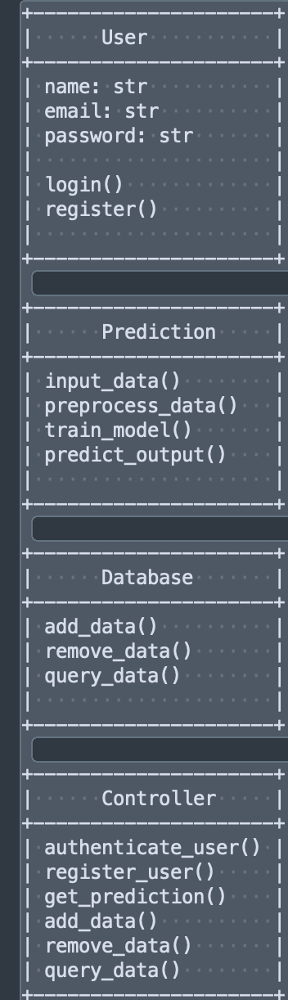 +----------------------+
|      User            |
+----------------------+
| name: str            |
| email: str           |
| password: str        |
|                      |
| login()              |
| register()           |
|                      |
+----------------------+
+----------------------+
|      Prediction      |
+----------------------+
| input_data()         |
| preprocess_data()    |
| train_model()        |
| predict_output()     |
|                      |
+----------------------+
+----------------------+
|      Database        |
+----------------------+
| add_data()           |
| remove_data()        |
| query_data()         |
|                      |
+----------------------+
+----------------------+
|      Controller      |
+----------------------+
| authenticate_user()  |
| register_user()      |
| get_prediction()     |
| add_data()           |
| remove_data()        |
| query_data()         |
+----------------------+